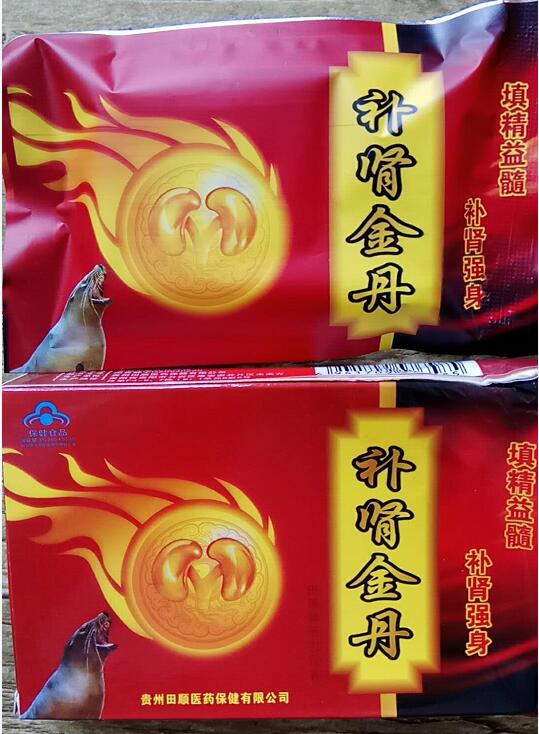 补肾金丹
填精益髓
补肾强身
保健食品
补肾金丹
填精益髓
补肾强身
贵州田顺医药保健有限公司